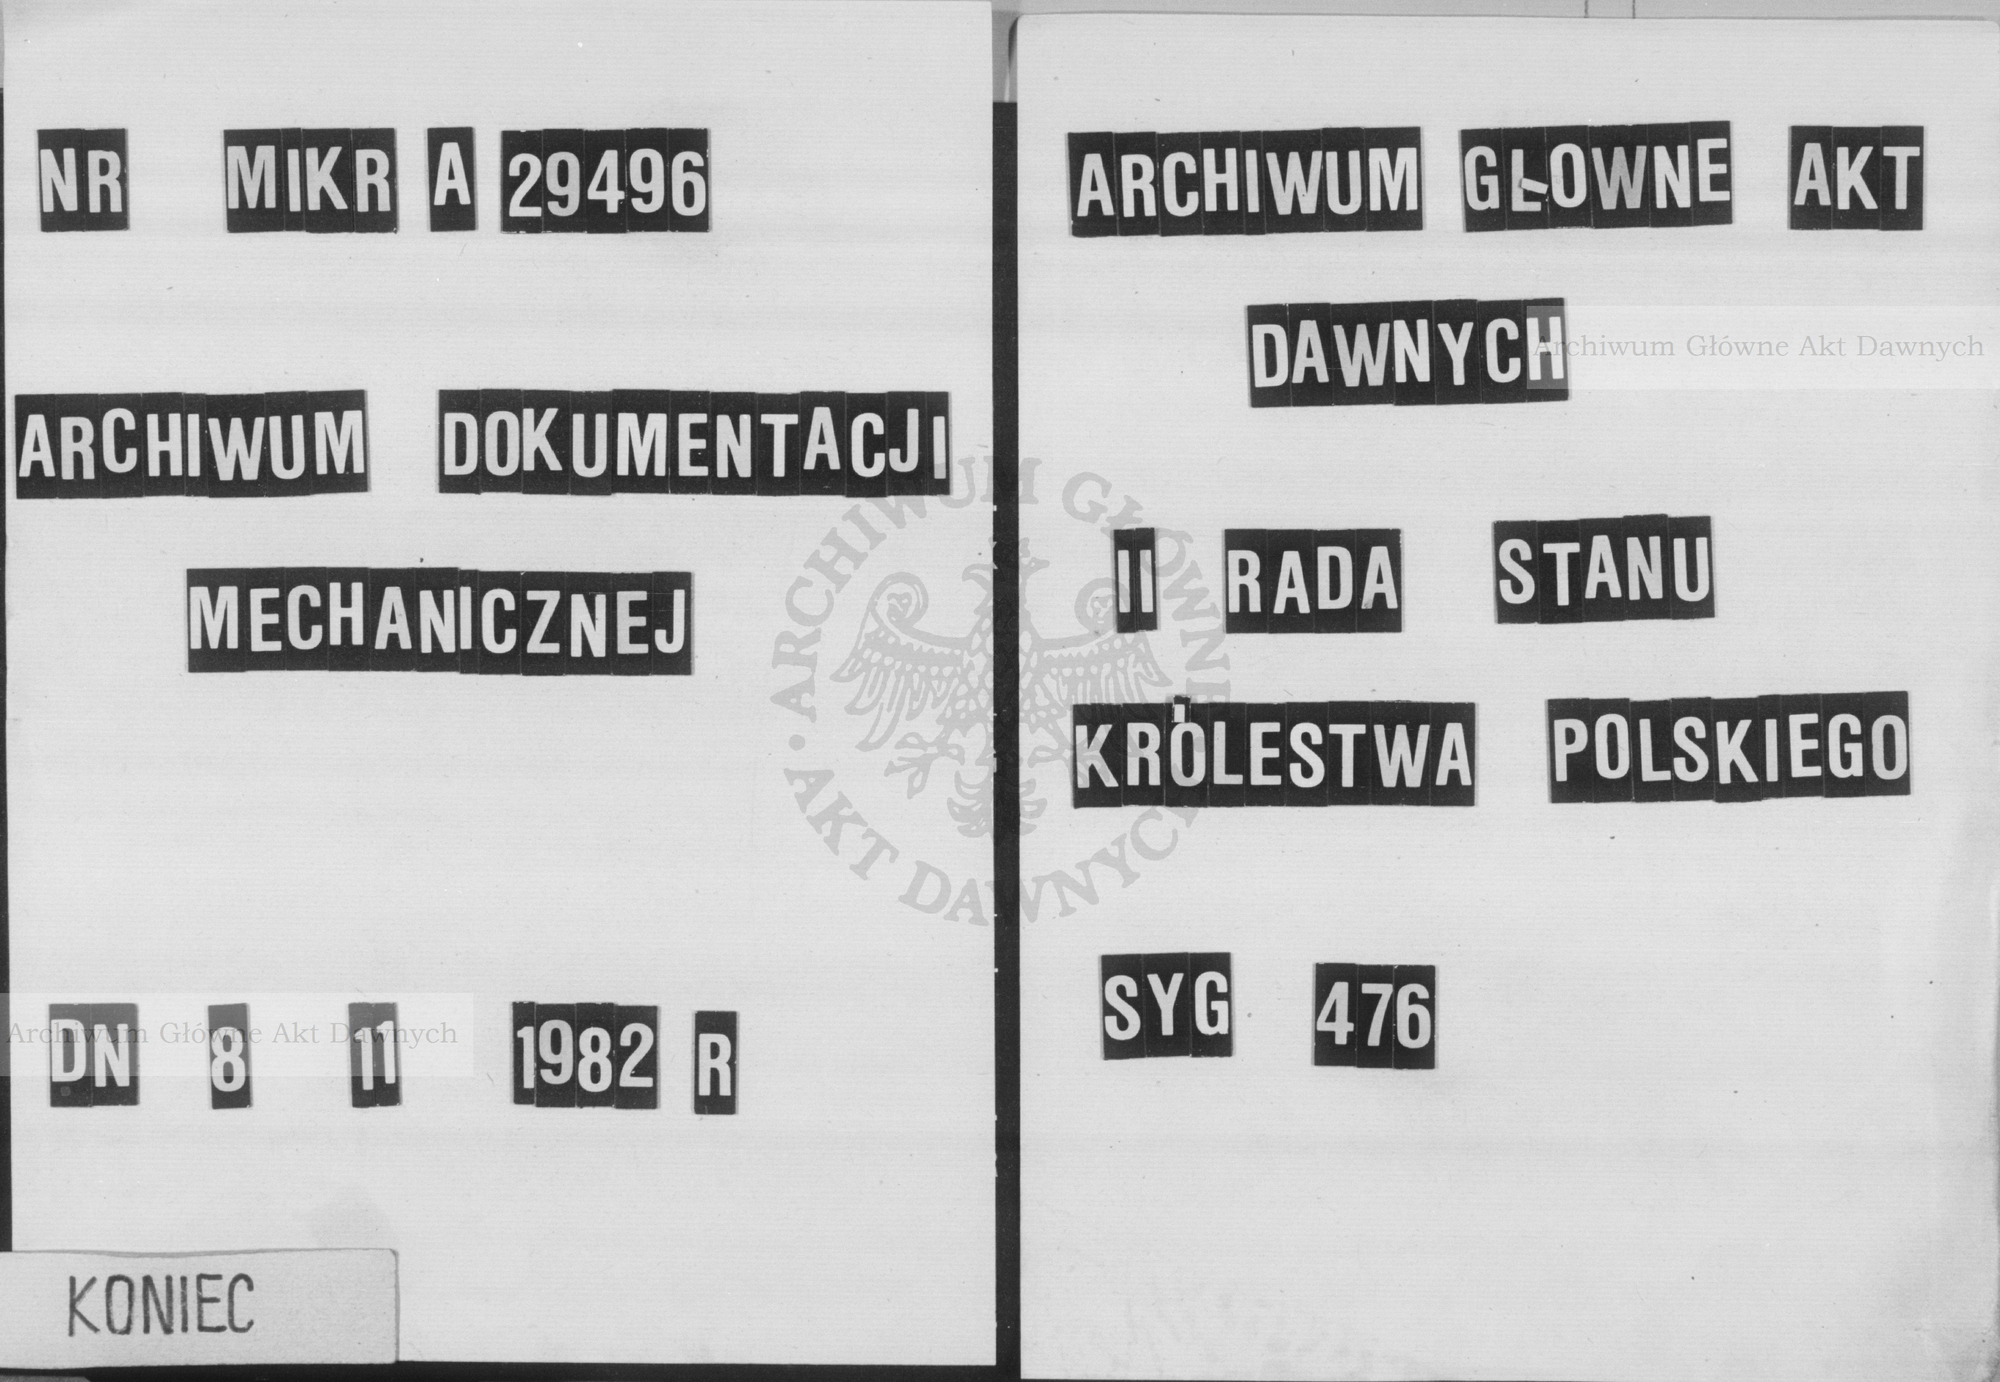 NR MIKR A 29496
ARCHIWUM DOKUMENTACJI
MECHANICZNEJ
DN 8 11 1982 R
KONIEC
ARCHIWUM GŁOWNE AKT
DAWNYCH
II RADA STANU
KRÓLESTWA POLSKIEGO
SYG 476
Archiwum Główne Akt Dawnych
Archiwum Główne Akt Dawnych
ARCHIWUM GŁÓWNE • AKT DAWNYCH •